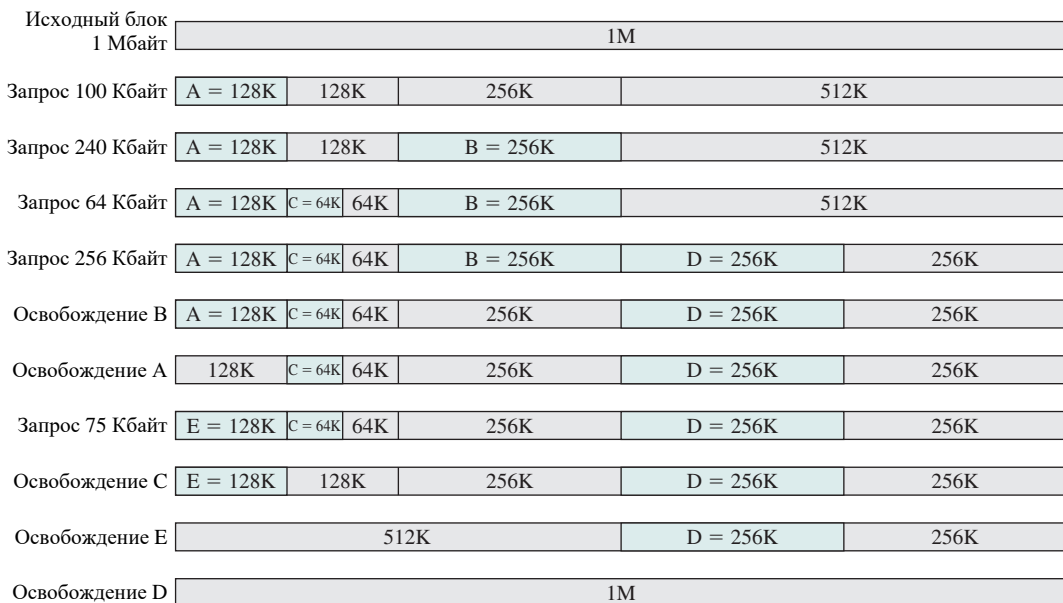 Исходный блок
1 Мбайт 1M
Запрос 100 Кбайт A = 128K 128K 256K 512K
Запрос 240 Кбайт A = 128K 128K B = 256K 512K
Запрос 64 Кбайт A = 128K C = 64K 64K B = 256K 512K
Запрос 256 Кбайт A = 128K C = 64K 64K B = 256K D = 256K 256K
Освобождение B A = 128K C = 64K 64K 256K D = 256K 256K
Освобождение A 128K C = 64K 64K 256K D = 256K 256K
Запрос 75 Кбайт E = 128K C = 64K 64K 256K D = 256K 256K
Освобождение C E = 128K 128K 256K D = 256K 256K
Освобождение E 512K D = 256K 256K
Освобождение D 1M